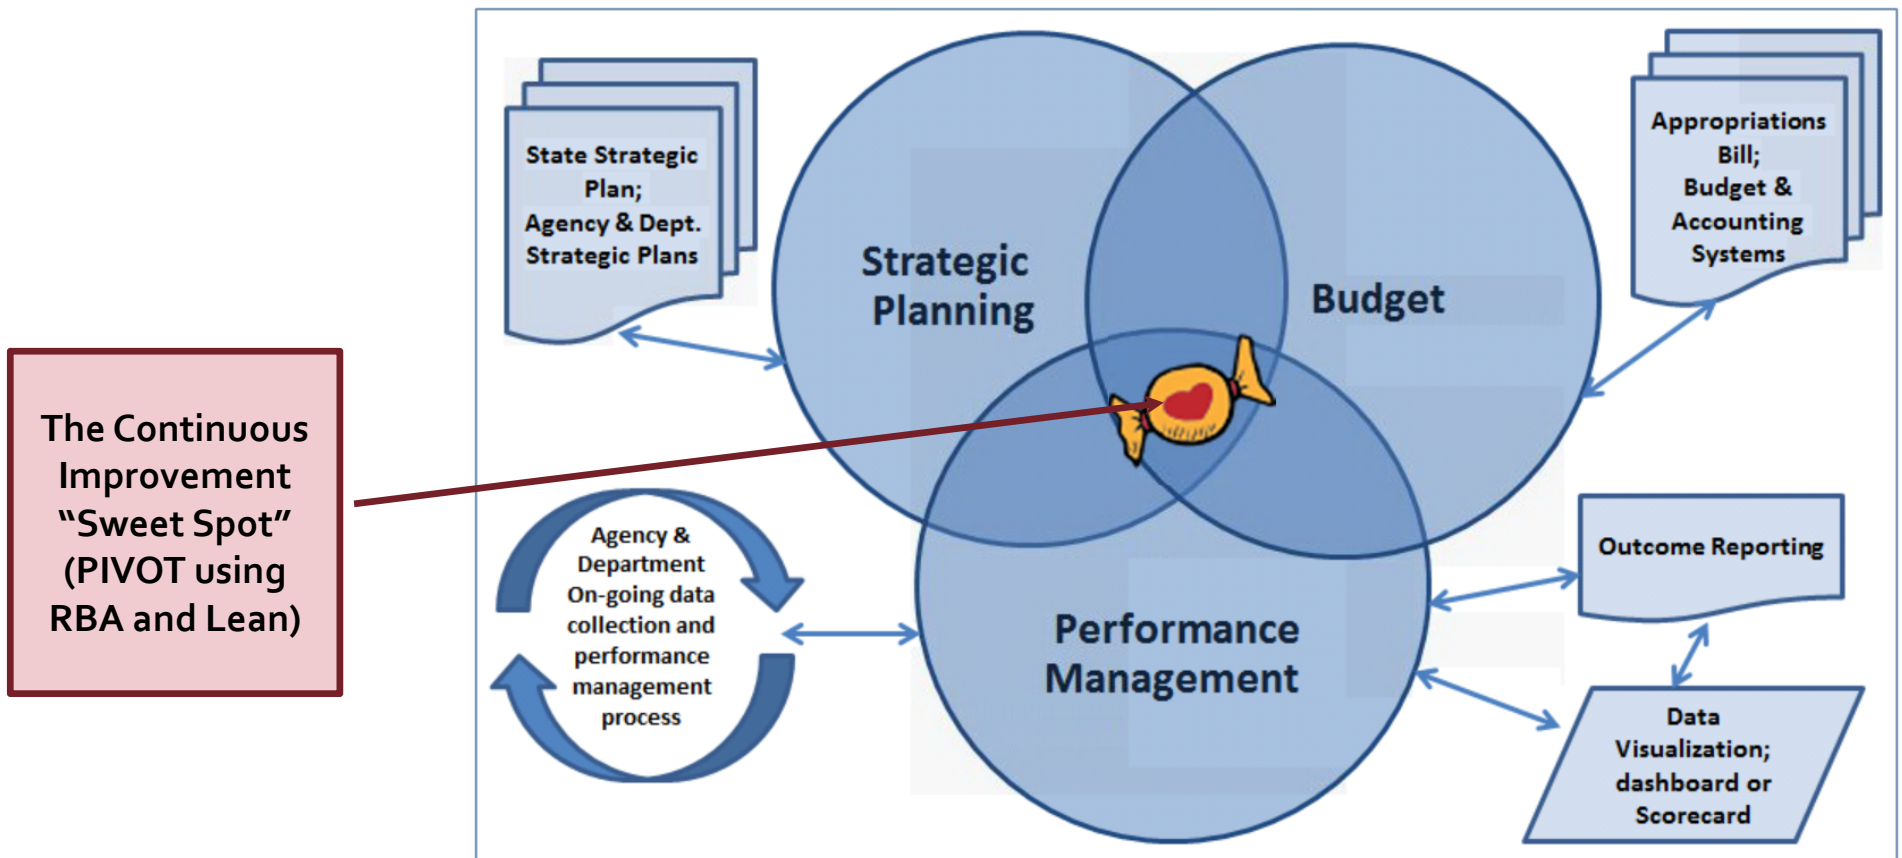 State Strategic
Plan;
Agency & Dept.
Strategic Plans
Appropriations
Bill;
Budget &
Accounting
Systems
Strategic
Planning
Budget
The Continuous
Improvement
“Sweet Spot”
(PIVOT using
RBA and Lean)
Agency &
Department
On-going data
collection and
performance
management
process
Performance
Management
Outcome Reporting
Data
Visualization;
dashboard or
Scorecard